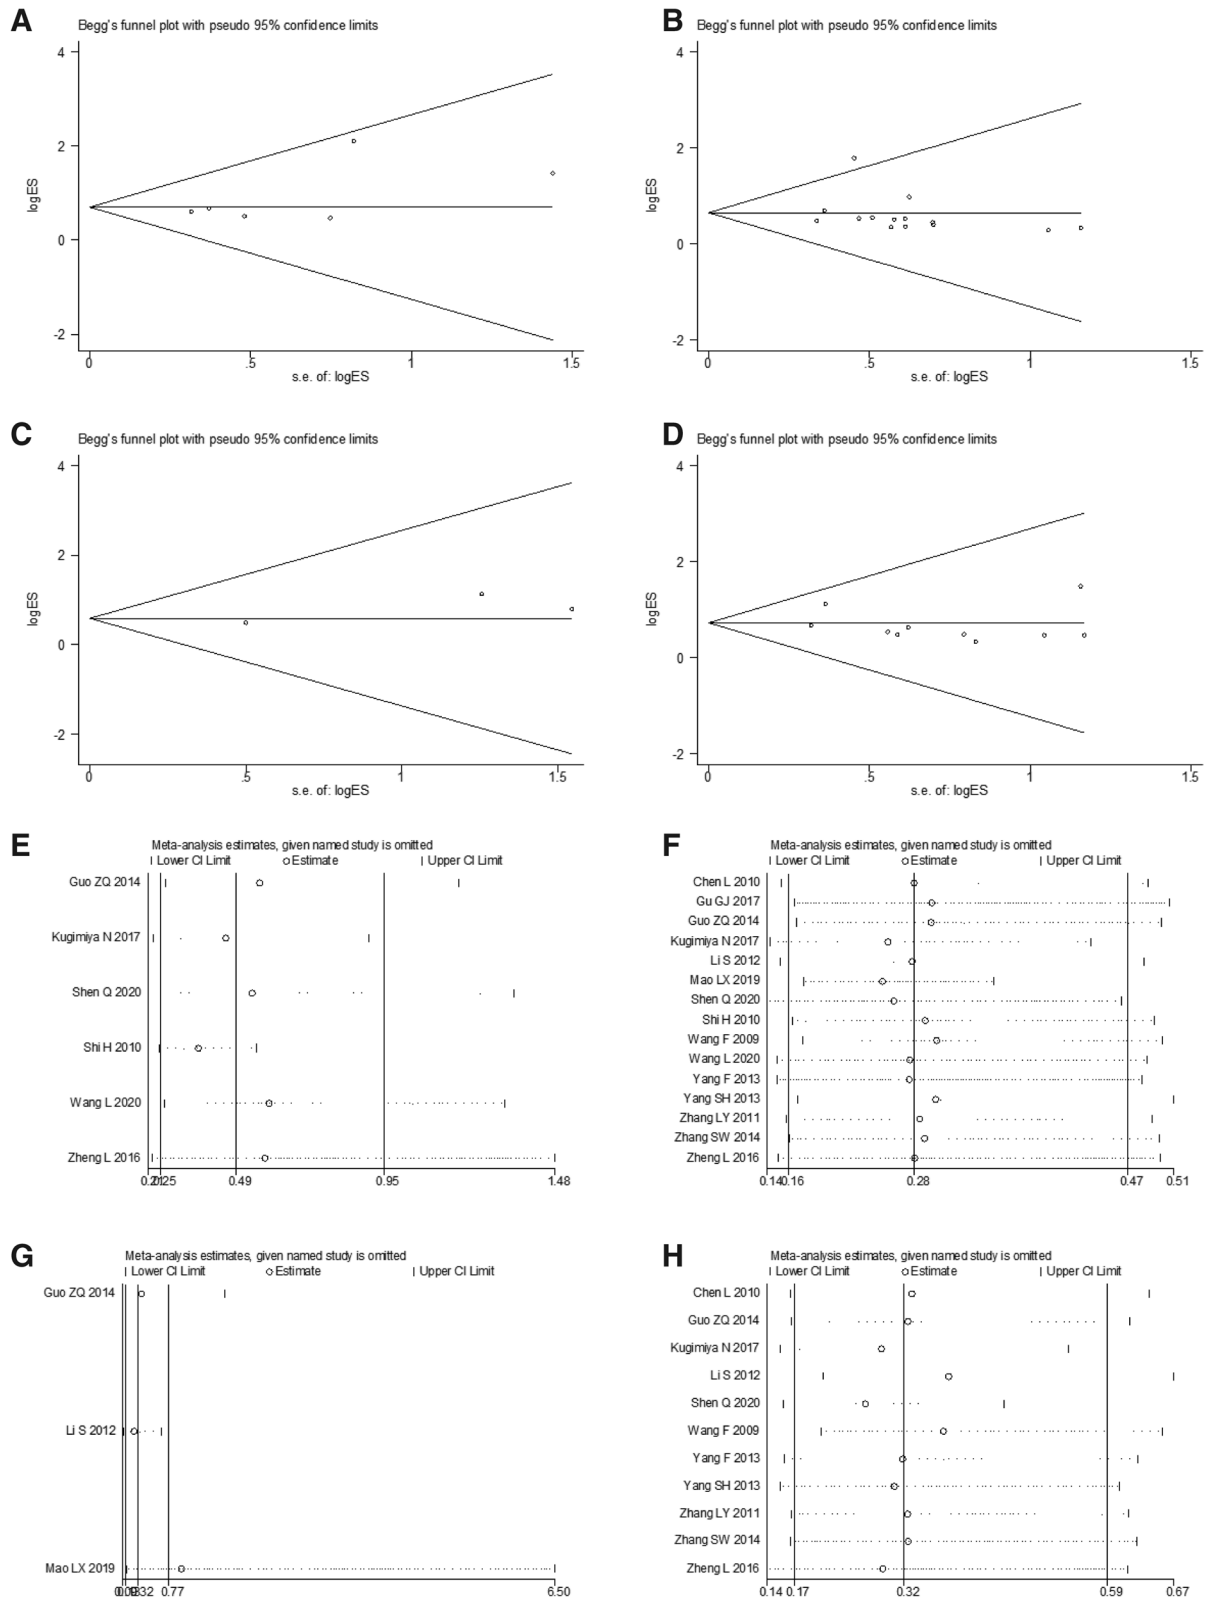 A
Begg's funnel plot with pseudo 95% confidence limits
4
2
0
-2
logES
0 .5 1 1.5
s.e. of: logES
B
Begg's funnel plot with pseudo 95% confidence limits
4
2
0
-2
logES
0 .5 1 1.5
s.e. of: logES
C
Begg's funnel plot with pseudo 95% confidence limits
4
2
0
-2
logES
0 .5 1 1.5
s.e. of: logES
D
Begg's funnel plot with pseudo 95% confidence limits
4
2
0
-2
logES
0 .5 1 1.5
s.e. of: logES
E
Meta-analysis estimates, given named study is omitted
Lower CI Limit Estimate Upper CI Limit
Guo ZQ 2014
Kugimiya N 2017
Shen Q 2020
Shi H 2010
Wang L 2020
Zheng L 2016
0.25 0.49 0.95 1.48
F
Meta-analysis estimates, given named study is omitted
Lower CI Limit Estimate Upper CI Limit
Chen L 2010
Gu GJ 2017
Guo ZQ 2014
Kugimiya N 2017
Li S 2012
Mao LX 2019
Shen Q 2020
Shi H 2010
Wang F 2009
Wang L 2020
Yang F 2013
Yang SH 2013
Zhang LY 2011
Zhang SW 2014
Zheng L 2016
0.14 0.16 0.28 0.47 0.51
G
Meta-analysis estimates, given named study is omitted
Lower CI Limit Estimate Upper CI Limit
Guo ZQ 2014
Li S 2012
Mao LX 2019
0.77 6.50
H
Meta-analysis estimates, given named study is omitted
Lower CI Limit Estimate Upper CI Limit
Chen L 2010
Guo ZQ 2014
Kugimiya N 2017
Li S 2012
Shen Q 2020
Wang F 2009
Yang F 2013
Yang SH 2013
Zhang LY 2011
Zhang SW 2014
Zheng L 2016
0.14 0.17 0.32 0.59 0.67